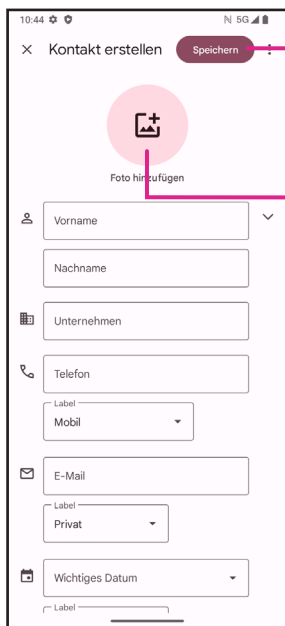 10:44 5G
Kontakt erstellen Speichern
Foto hinzufügen
Vorname
Nachname
Unternehmen
Telefon
Label
Mobil
E-Mail
Label
Privat
Wichtiges Datum
Label